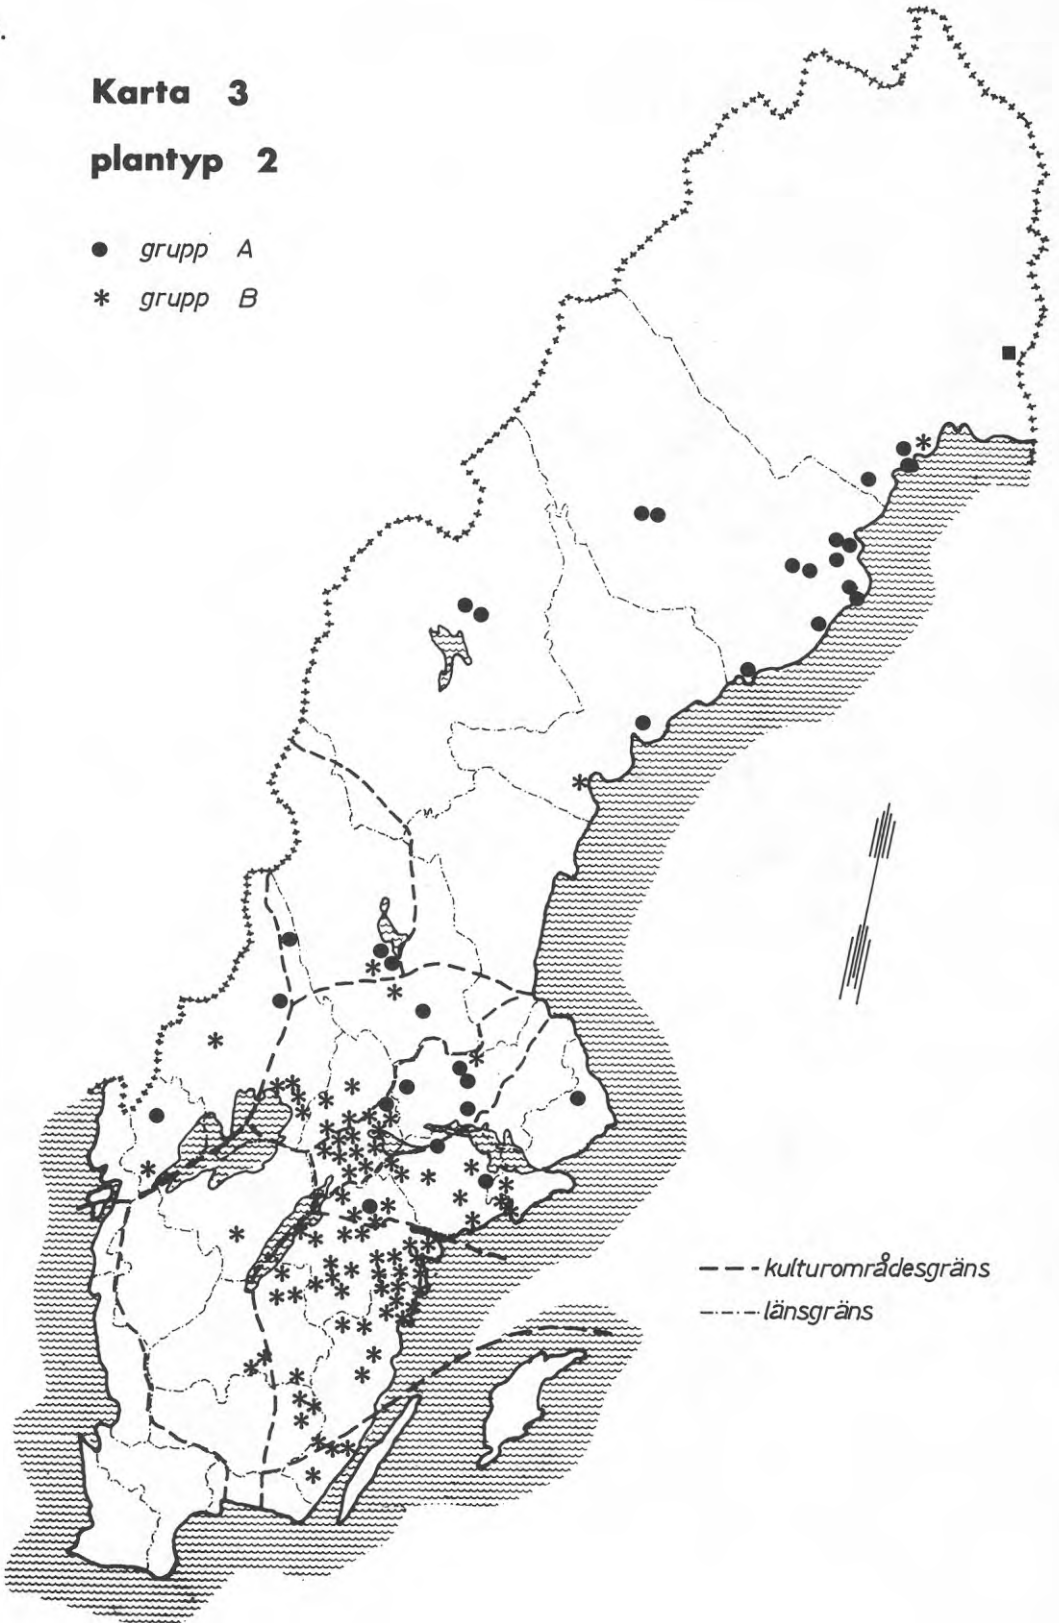 Karta 3
plantyp 2
grupp A
grupp B
kulturområdesgräns
länsgräns